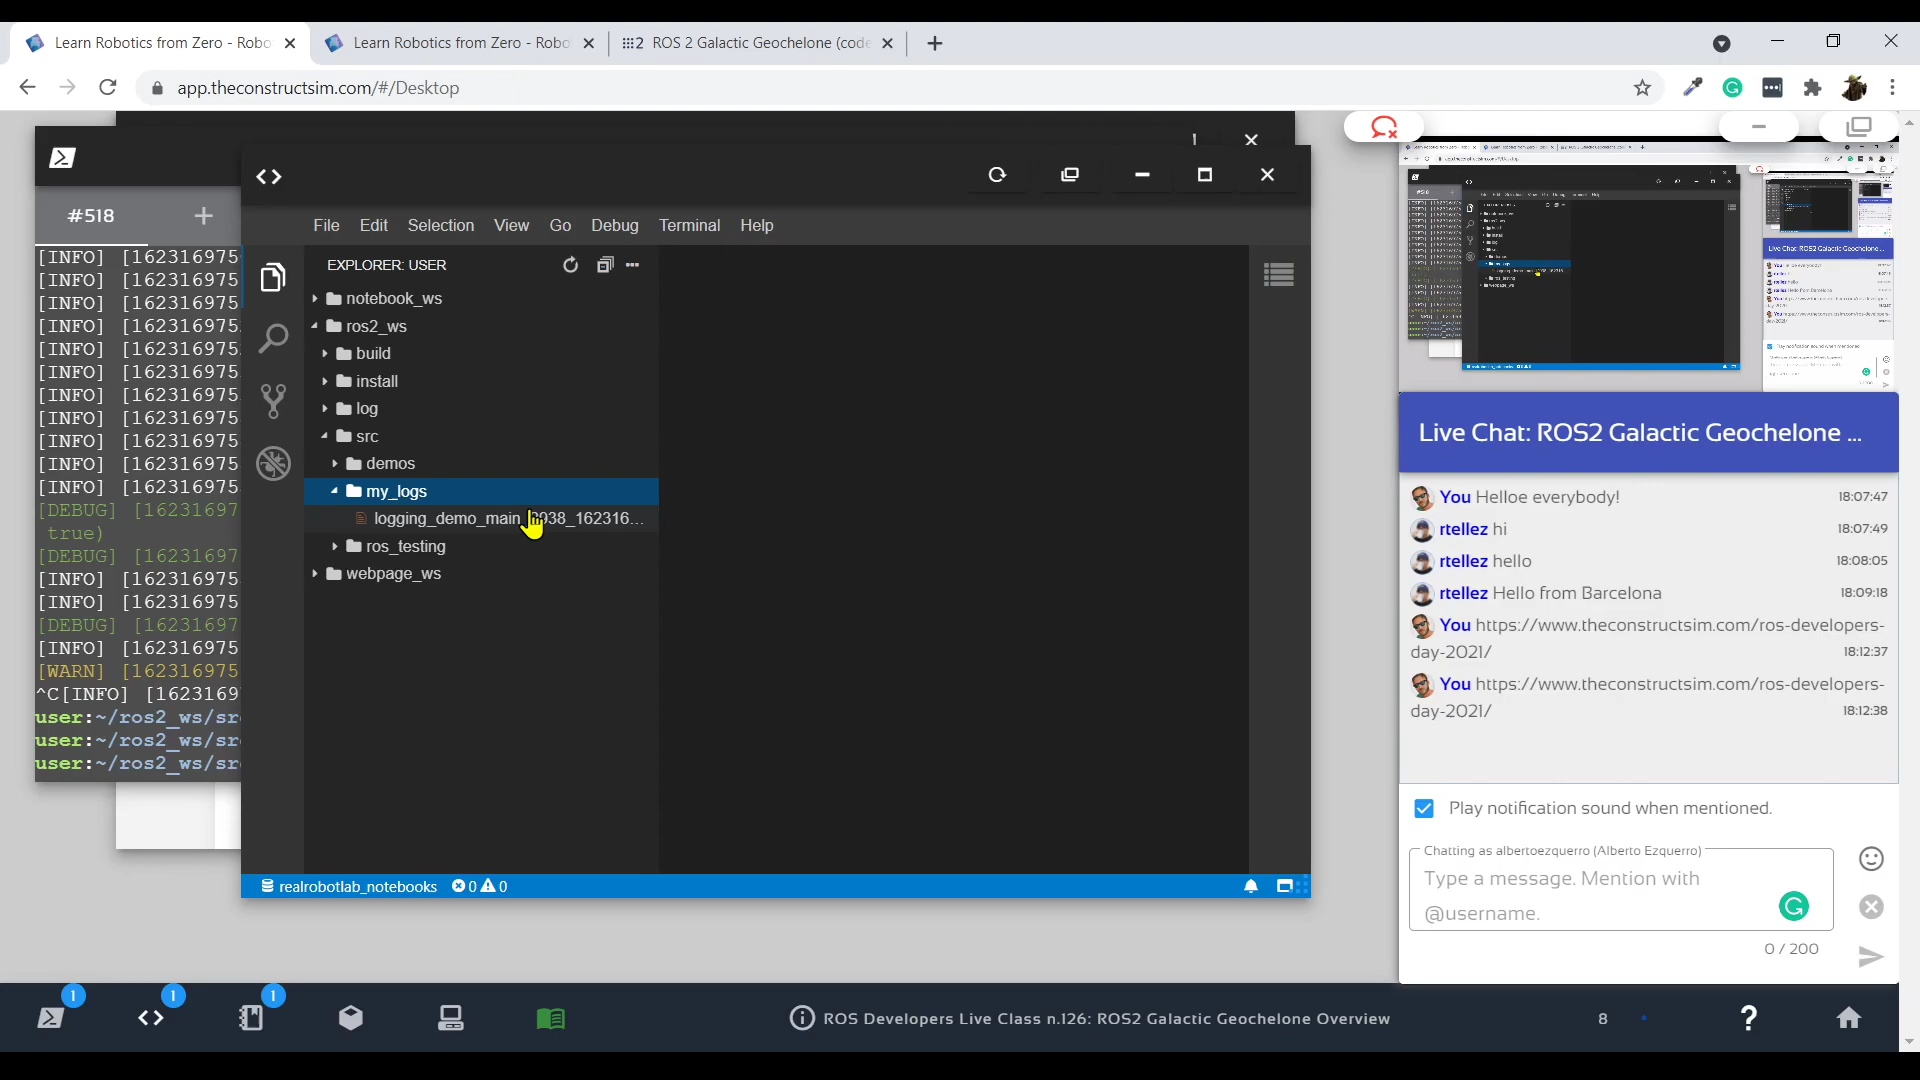 Learn Robotics from Zero - Robo
Learn Robotics from Zero - Robo
ROS 2 Galactic Geochelone (code
app.theconstructsim.com/#/Desktop
#518
File Edit Selection View Go Debug Terminal Help
EXPLORER: USER
notebook_ws
ros2_ws
build
install
log
src
demos
my_logs
logging_demo_main
938_162316...
ros_testing
webpage_ws
[INFO] [162316975
[INFO] [162316975
[INFO] [162316975
[INFO] [162316975
[INFO] [162316975
[INFO] [162316975
[INFO] [162316975
[INFO] [162316975
[INFO] [162316975
[INFO] [162316975
[INFO] [162316975
[DEBUG] [16231697
true)
[DEBUG] [16231697
[INFO] [162316975
[INFO] [162316975
[DEBUG] [16231697
[INFO] [162316975
[WARN] [162316975
^C[INFO] [1623169
user:~/ros2_ws/sr
user:~/ros2_ws/sr
user:~/ros2_ws/sr
realrobotlab_notebooks 0 0
Live Chat: ROS2 Galactic Geochelone ...
You Helloe everybody! 18:07:47
rtellez hi 18:07:49
rtellez hello 18:08:05
rtellez Hello from Barcelona 18:09:18
You https://www.theconstructsim.com/ros-developers-
day-2021/ 18:12:37
You https://www.theconstructsim.com/ros-developers-
day-2021/ 18:12:38
Play notification sound when mentioned.
Chatting as albertoezquerro (Alberto Ezquerro)
Type a message. Mention with
@username.
0 / 200
1 1 1
ROS Developers Live Class n.126: ROS2 Galactic Geochelone Overview
8